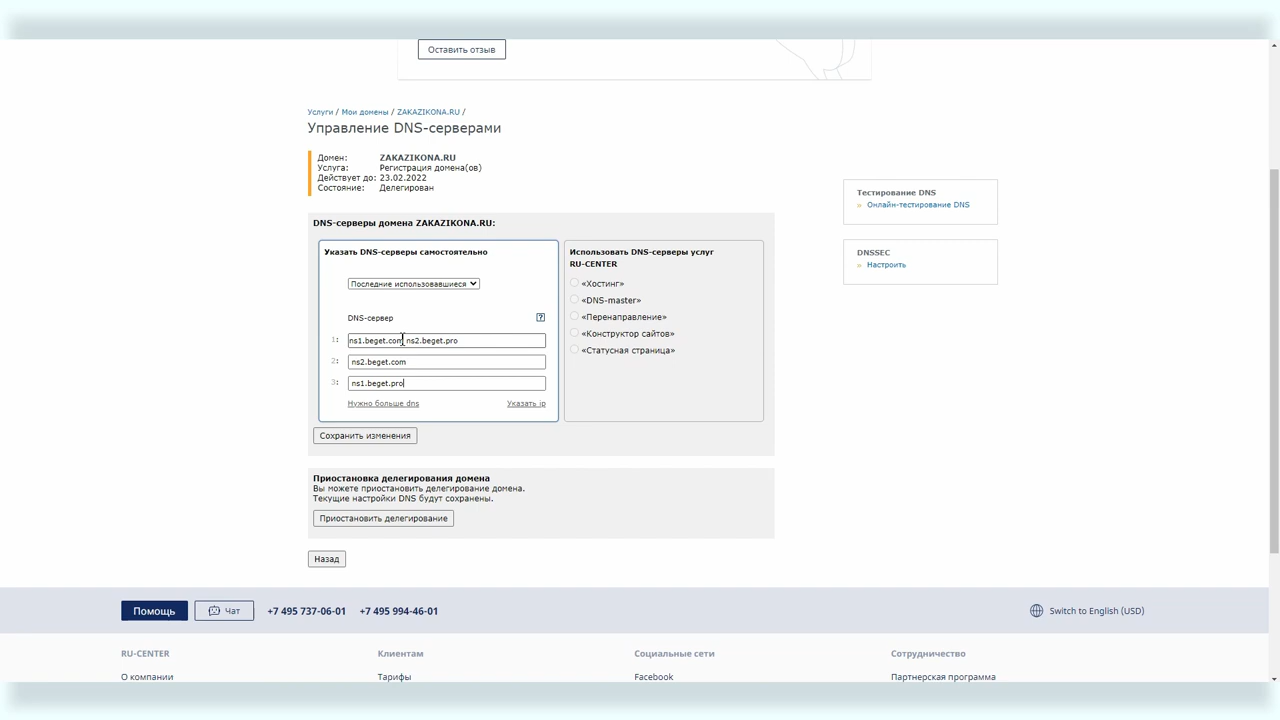 Оставить отзыв
Услуги / Мои домены / ZAKAZIKONA.RU /
Управление DNS-серверами
Домен: ZAKAZIKONA.RU
Услуга: Регистрация домена(ов)
Действует до: 23.02.2022
Состояние: Делегирован
Тестирование DNS
» Онлайн-тестирование DNS
DNSSEC
» Настроить
DNS-серверы домена ZAKAZIKONA.RU:
Указать DNS-серверы самостоятельно
Последние использовавшиеся
DNS-сервер ?
1: ns1.beget.com ns2.beget.pro
2: ns2.beget.com
3: ns1.beget.pro
Нужно больше dns Указать ip
Использовать DNS-серверы услуг
RU-CENTER
«Хостинг»
«DNS-master»
«Перенаправление»
«Конструктор сайтов»
«Статусная страница»
Сохранить изменения
Приостановка делегирования домена
Вы можете приостановить делегирование домена.
Текущие настройки DNS будут сохранены.
Приостановить делегирование
Назад
Помощь Чат +7 495 737-06-01 +7 495 994-46-01 Switch to English (USD)
RU-CENTER Клиентам Социальные сети Сотрудничество
О компании Тарифы Facebook Партнерская программа